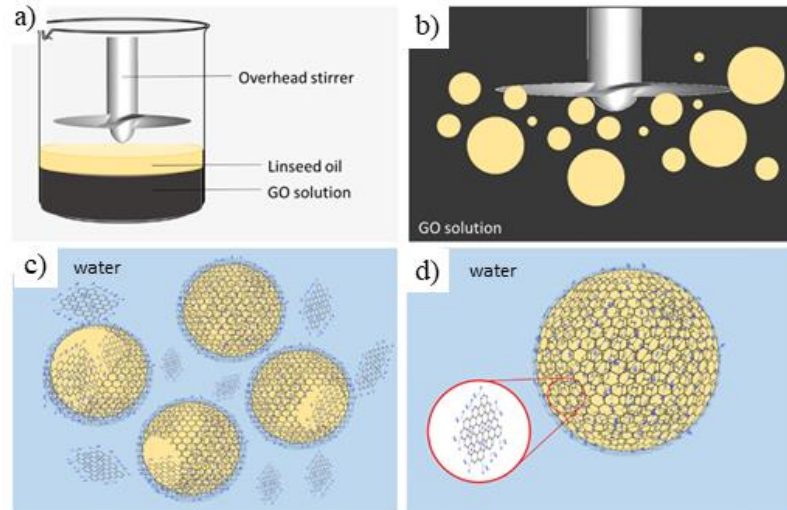 a)
Overhead stirrer
Linseed oil
GO solution
b)
GO solution
c)
water
d)
water